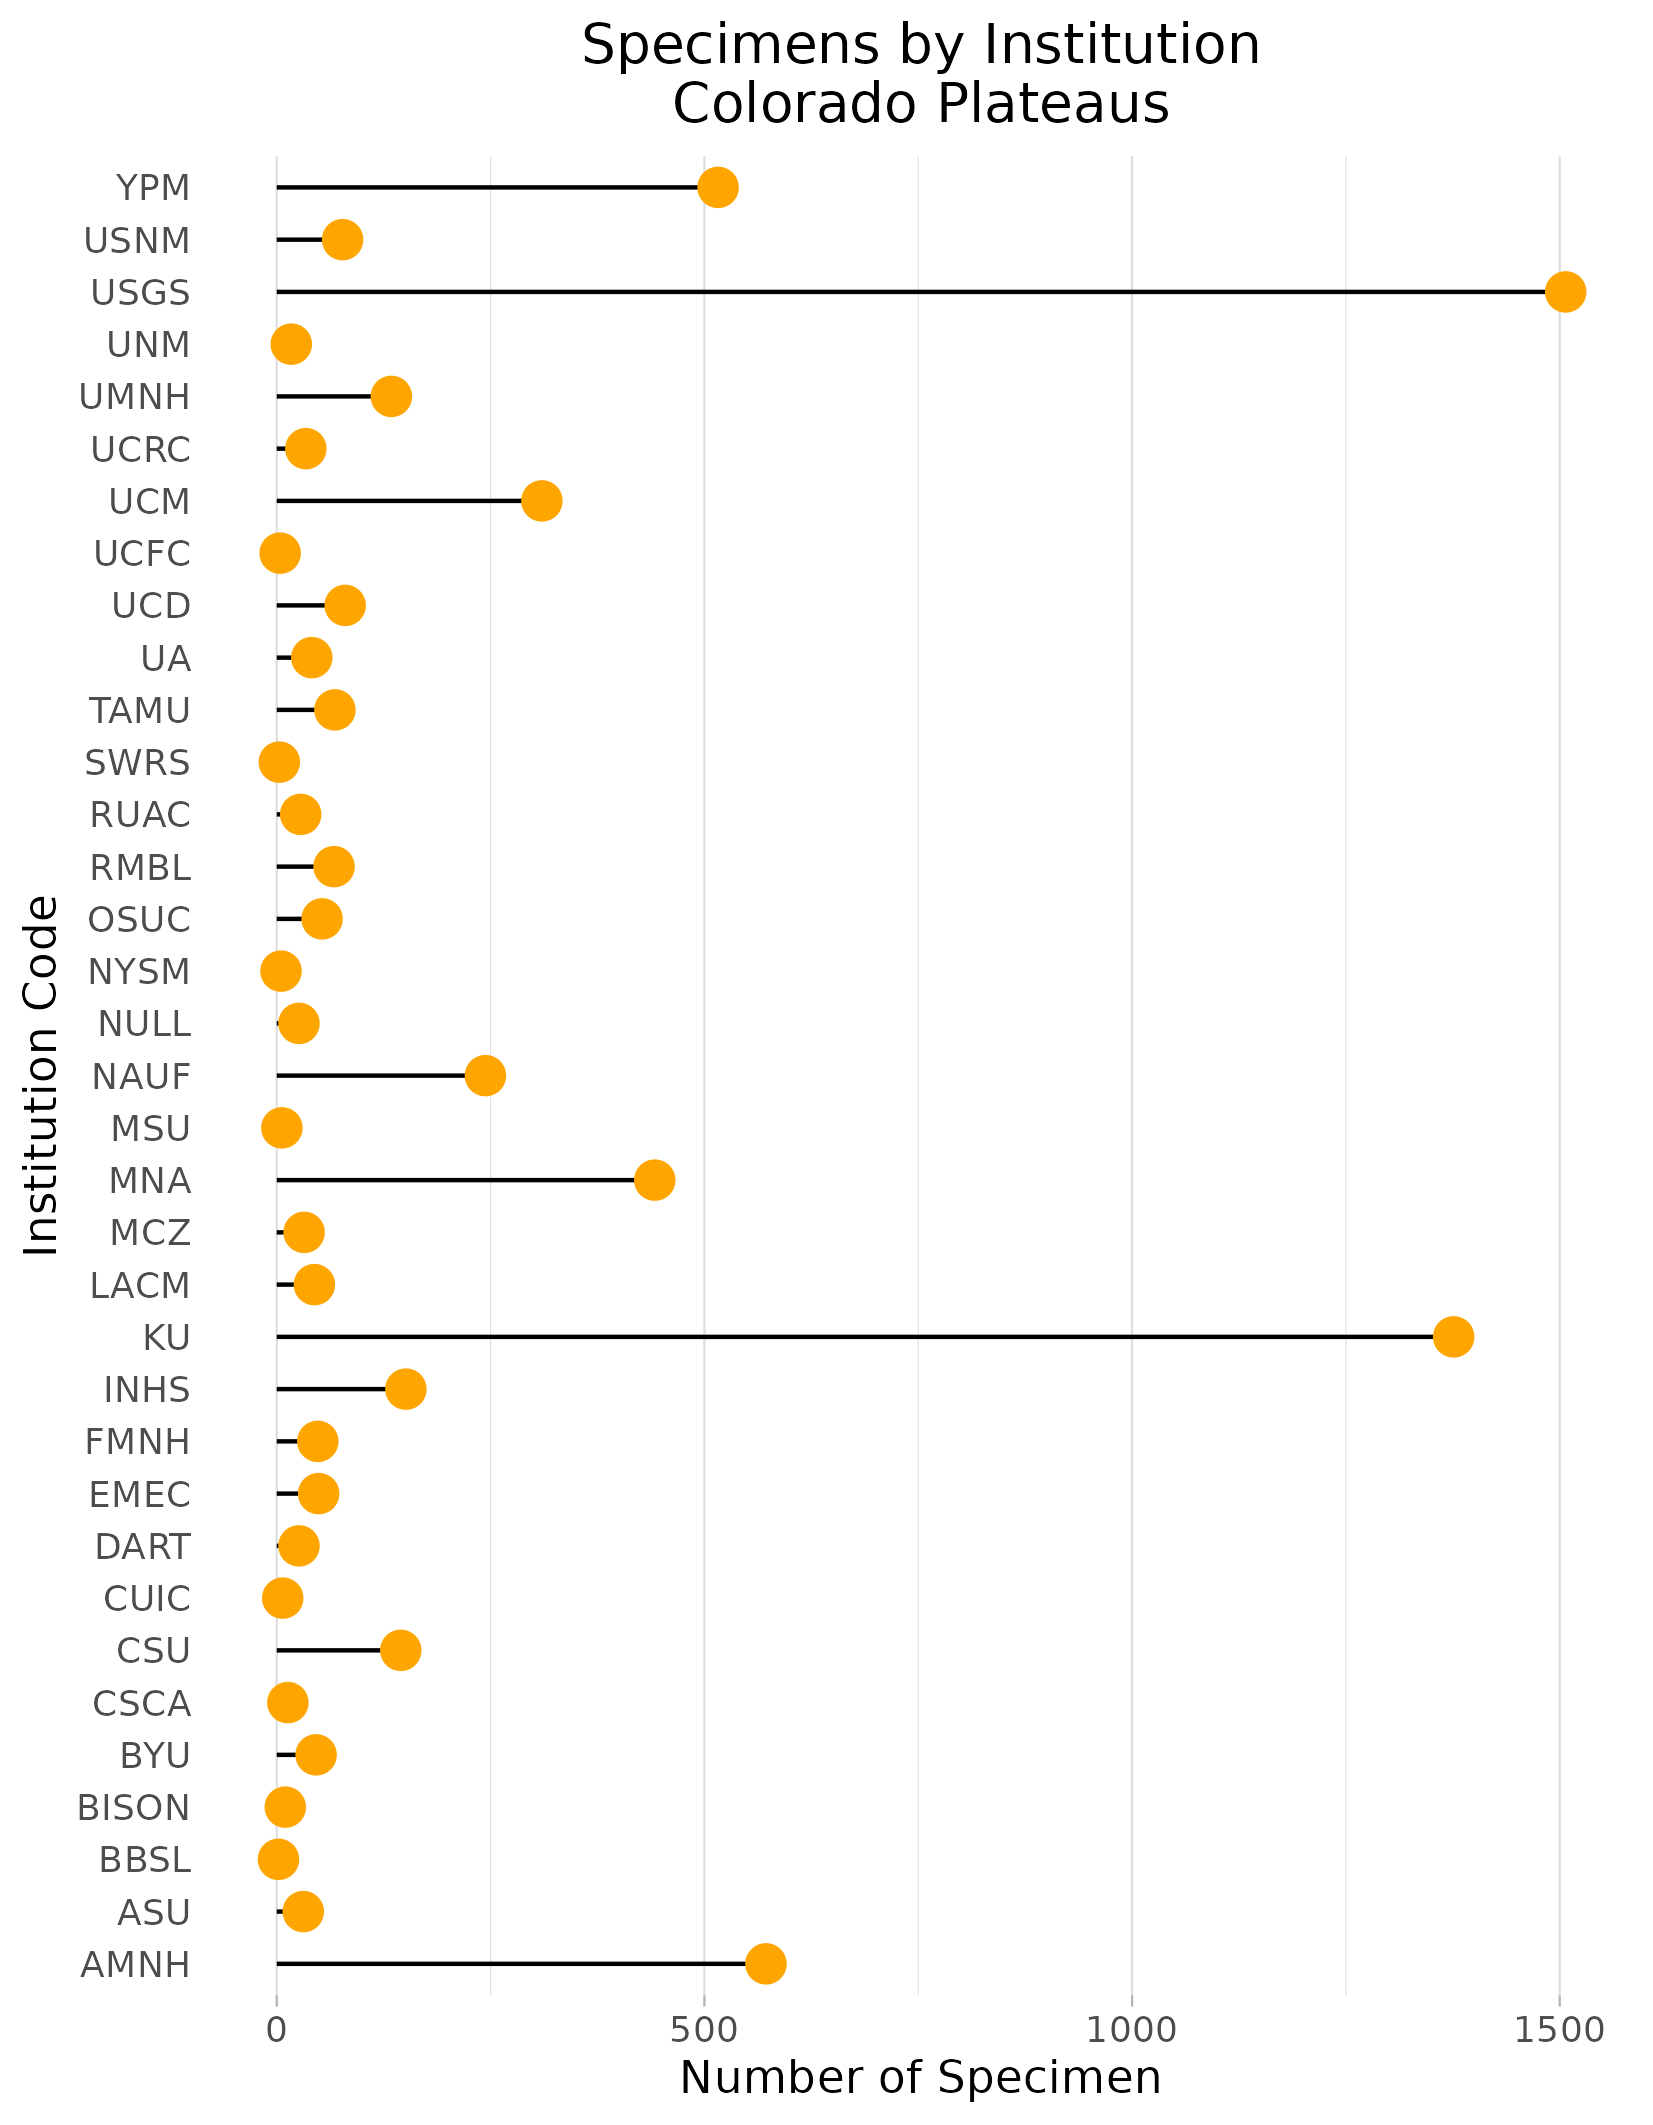 Specimens by Institution
Colorado Plateaus
YPM
USNM
USGS
UNM
UMNH
UCRC
UCM
UCFC
UCD
UA
TAMU
SWRS
RUAC
RMBL
OSUC
NYSM
NULL
NAUF
MSU
MNA
MCZ
LACM
KU
INHS
FMNH
EMEC
DART
CUIC
CSU
CSCA
BYU
BISON
BBSL
ASU
AMNH
Institution Code
0 500 1000 1500
Number of Specimen